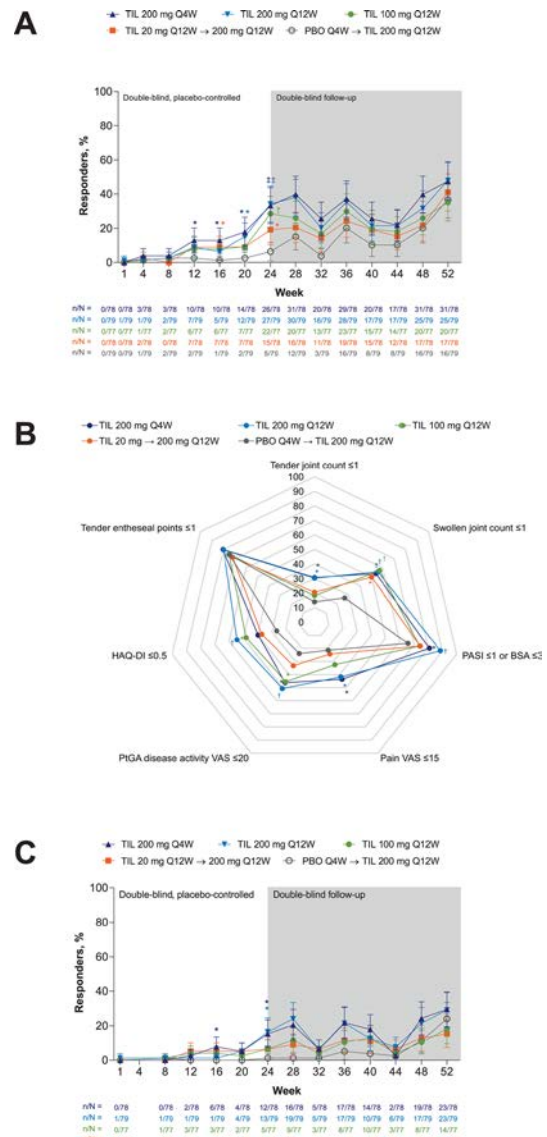 A
TIL 200 mg Q4W TIL 200 mg Q12W TIL 100 mg Q12W
TIL 20 mg Q12W → 200 mg Q12W PBO Q4W → TIL 200 mg Q12W
Double-blind, placebo-controlled Double-blind follow-up
Responders, %
100
80
60
40
20
0
1 4 8 12 16 20 24 28 32 36 40 44 48 52
Week
n/N = 0/78 0/78 3/78 3/78 10/78 10/78 14/78 26/78 31/78 20/78 29/78 20/78 17/78 31/78 31/78
n/N = 0/79 1/79 1/79 2/79 7/79 5/79 12/79 27/79 30/79 16/79 28/79 17/79 17/79 25/79 25/79
n/N = 0/77 0/77 1/77 2/77 6/77 6/77 7/77 22/77 20/77 13/77 23/77 15/77 14/77 20/77 20/77
n/N = 0/78 0/78 2/78 0/78 7/78 7/78 7/78 15/78 16/78 11/78 19/78 15/78 12/78 17/78 17/78
n/N = 0/79 0/79 1/79 2/79 2/79 1/79 2/79 5/79 12/79 3/79 16/79 8/79 8/79 16/79 16/79
B
TIL 200 mg Q4W TIL 200 mg Q12W TIL 100 mg Q12W
TIL 20 mg → 200 mg Q12W PBO Q4W → TIL 200 mg Q12W
Tender joint count ≤1
100
90
80
70
60
50
40
30
20
10
0
Tender entheseal points ≤1 Swollen joint count ≤1
HAQ-DI ≤0.5 PASI ≤1 or BSA ≤3
PtGA disease activity VAS ≤20 Pain VAS ≤15
C
TIL 200 mg Q4W TIL 200 mg Q12W TIL 100 mg Q12W
TIL 20 mg Q12W → 200 mg Q12W PBO Q4W → TIL 200 mg Q12W
Double-blind, placebo-controlled Double-blind follow-up
Responders, %
100
80
60
40
20
0
1 4 8 12 16 20 24 28 32 36 40 44 48 52
Week
n/N = 0/78 0/78 2/78 6/78 4/78 12/78 16/78 5/78 17/78 14/78 2/78 19/78 23/78
n/N = 1/79 1/79 1/79 1/79 4/79 13/79 19/79 5/79 17/79 10/79 6/79 17/79 23/79
n/N = 0/77 1/77 3/77 3/77 2/77 5/77 9/77 3/77 8/77 10/77 3/77 8/77 14/77